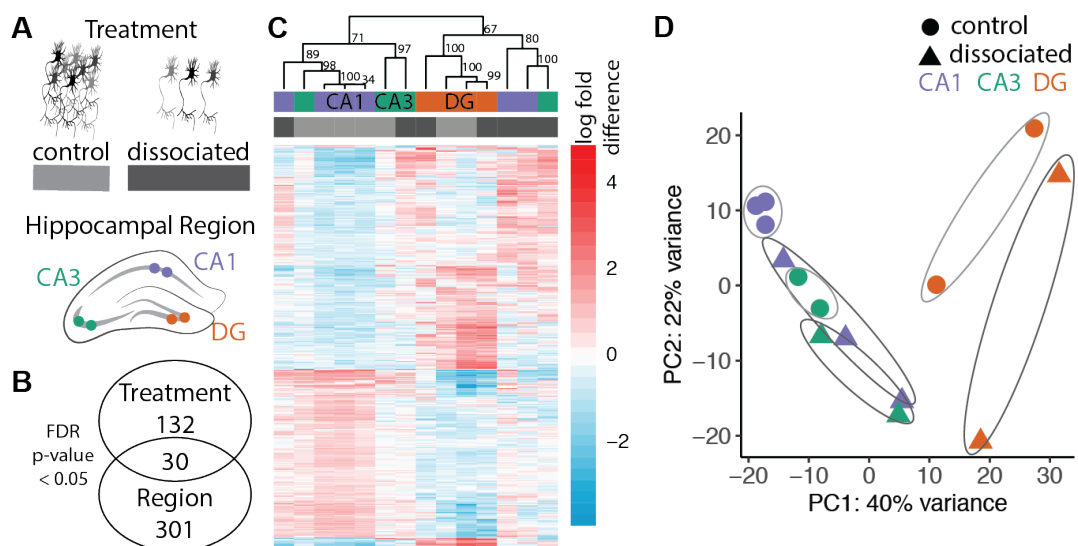 A
Treatment
control
dissociated
Hippocampal Region
CA3
CA1
DG
B
Treatment
132
FDR
p-value
< 0.05
30
Region
301
C
71
67
89
97
100
80
98
100
34
100
99
100
CA1
CA3
DG
log fold
difference
4
2
0
−2
D
control
dissociated
CA1 CA3 DG
PC2: 22% variance
20
10
0
−10
−20
−20 −10 0 10 20 30
PC1: 40% variance